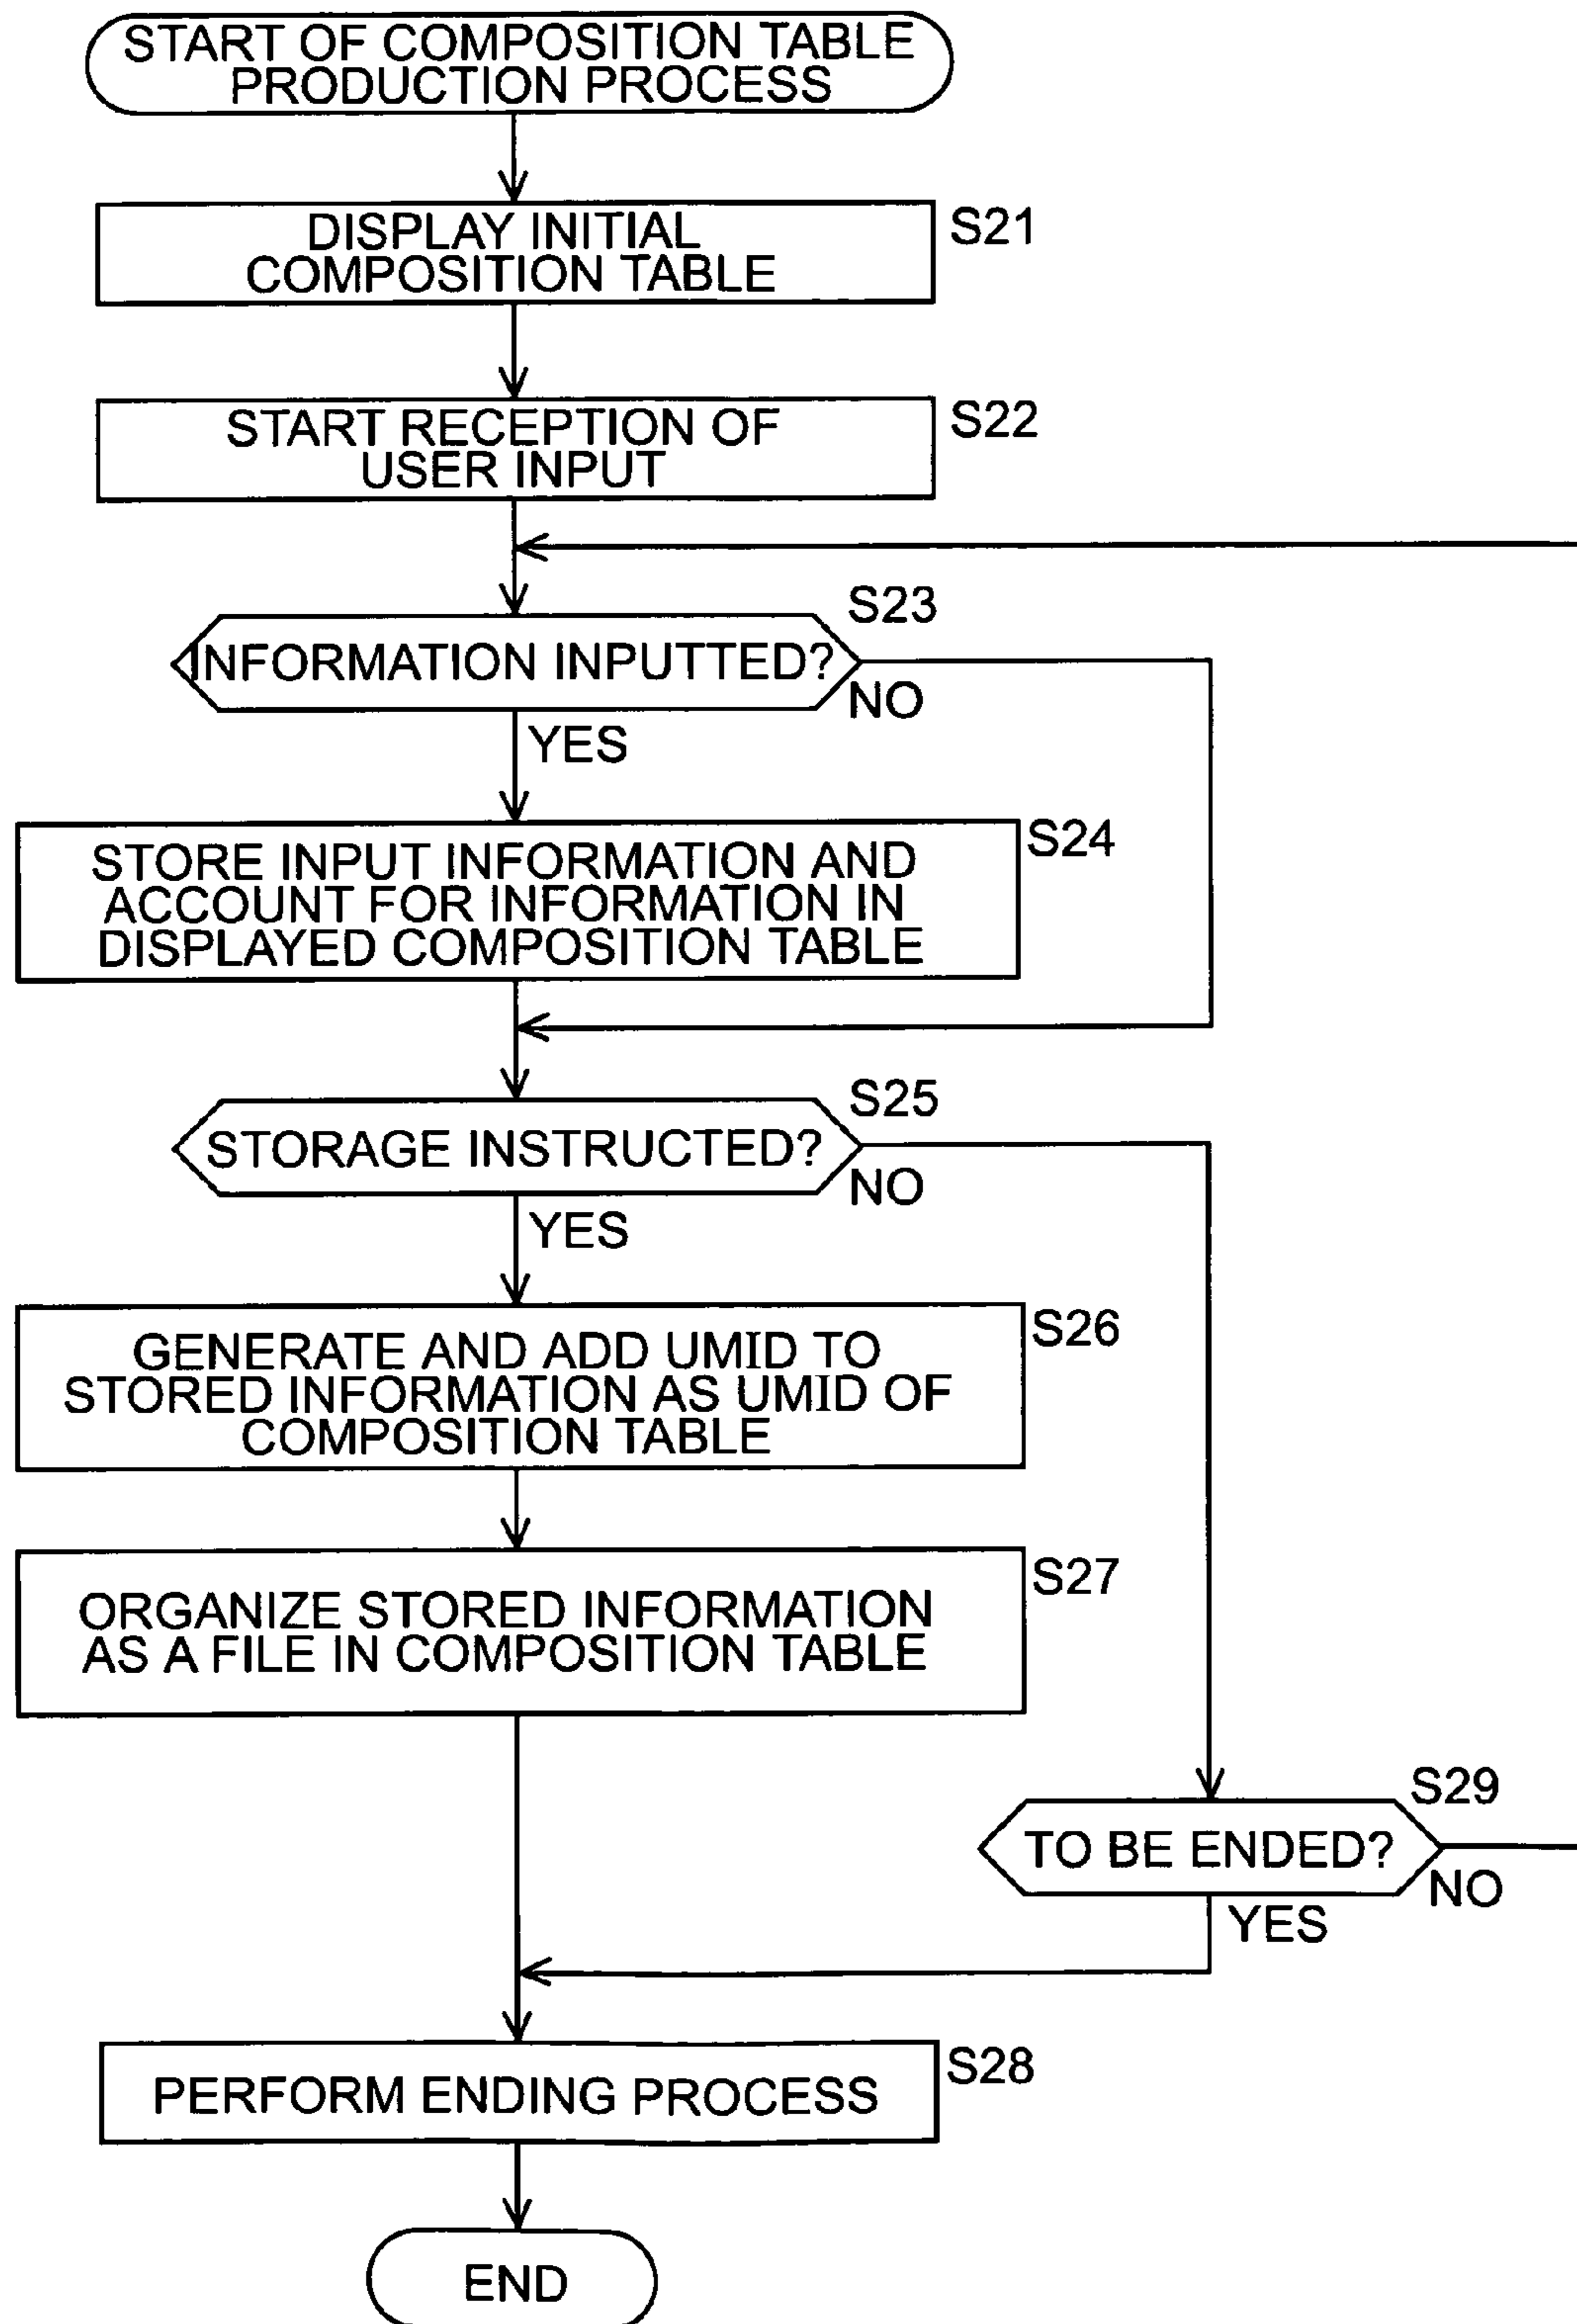 START OF COMPOSITION TABLE
PRODUCTION PROCESS
DISPLAY INITIAL
COMPOSITION TABLE
S21
START RECEPTION OF
USER INPUT
S22
S23
INFORMATION INPUTTED?
NO
YES
STORE INPUT INFORMATION AND
ACCOUNT FOR INFORMATION IN
DISPLAYED COMPOSITION TABLE
S24
S25
STORAGE INSTRUCTED?
NO
YES
GENERATE AND ADD UMID TO
STORED INFORMATION AS UMID OF
COMPOSITION TABLE
S26
ORGANIZE STORED INFORMATION
AS A FILE IN COMPOSITION TABLE
S27
S29
TO BE ENDED?
NO
YES
PERFORM ENDING PROCESS
S28
END